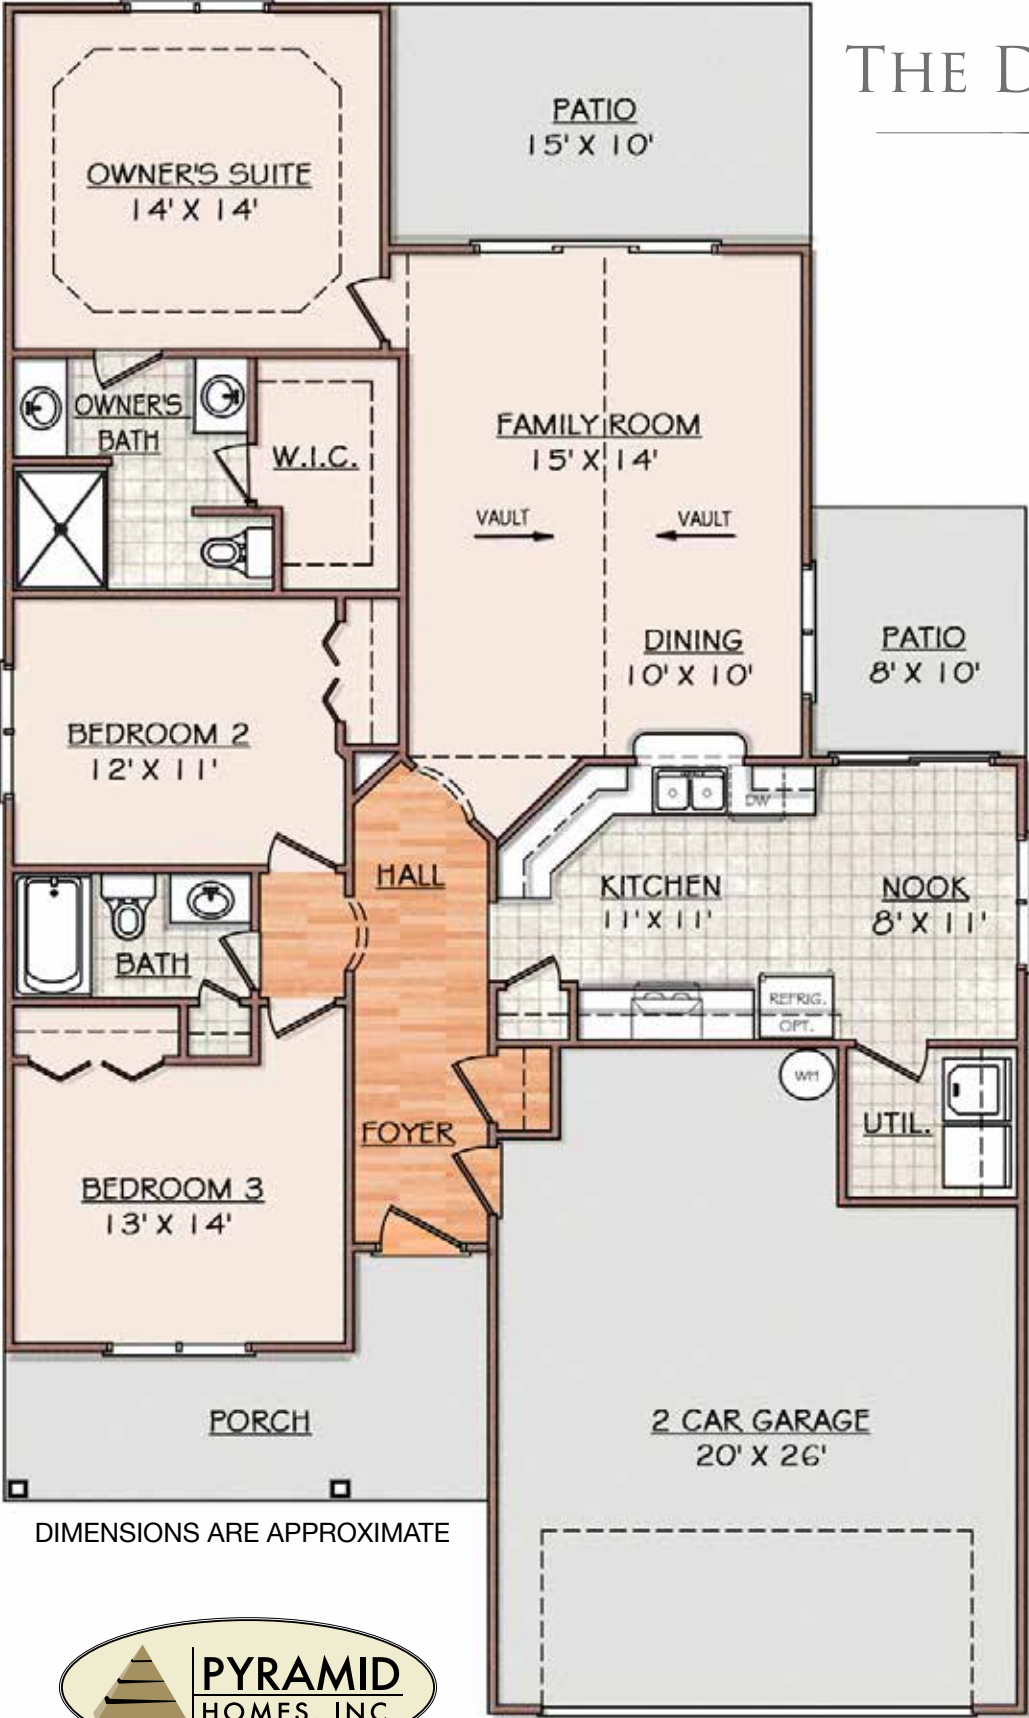 THE D
PATIO
15' X 10'
OWNER'S SUITE
14' X 14'
OWNER'S
BATH
W.I.C.
FAMILY ROOM
15' X 14'
VAULT
VAULT
DINING
10' X 10'
PATIO
8' X 10'
BEDROOM 2
12' X 11'
HALL
KITCHEN
11' X 11'
DW
NOOK
8' X 11'
BATH
REFRIG.
OPT.
WH
UTIL.
FOYER
BEDROOM 3
13' X 14'
PORCH
2 CAR GARAGE
20' X 26'
DIMENSIONS ARE APPROXIMATE
PYRAMID
HOMES, INC